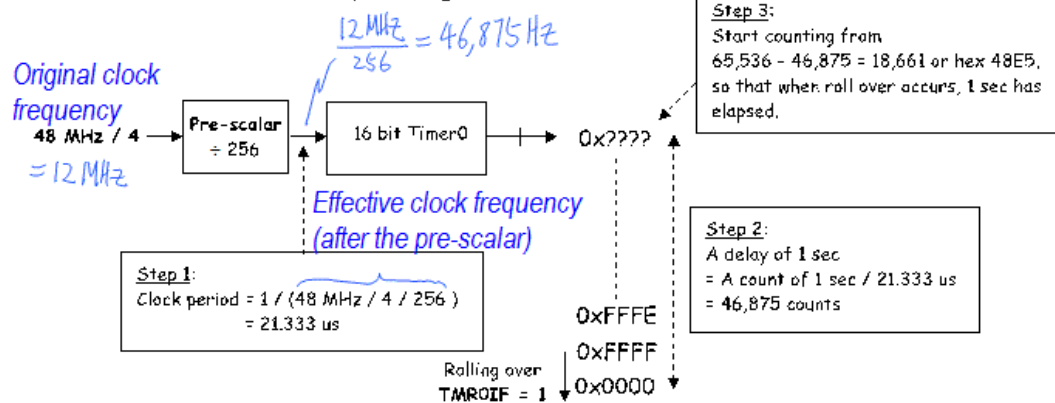 Step 3:
Start counting from
65,536 - 46,875 = 18,661 or hex 48E5,
so that when roll over occurs, 1 sec has
elapsed.
12MHz
256
= 46,875 Hz
Original clock
frequency
48 MHz / 4
= 12 MHz
Pre-scalar
÷ 256
16 bit Timer0
0x????
Effective clock frequency
(after the pre-scalar)
Step 1:
Clock period = 1 / (48 MHz / 4 / 256 )
= 21.333 us
Step 2:
A delay of 1 sec
= A count of 1 sec / 21.333 us
= 46,875 counts
0xFFFE
0xFFFF
0x0000
Rolling over
TMR0IF = 1